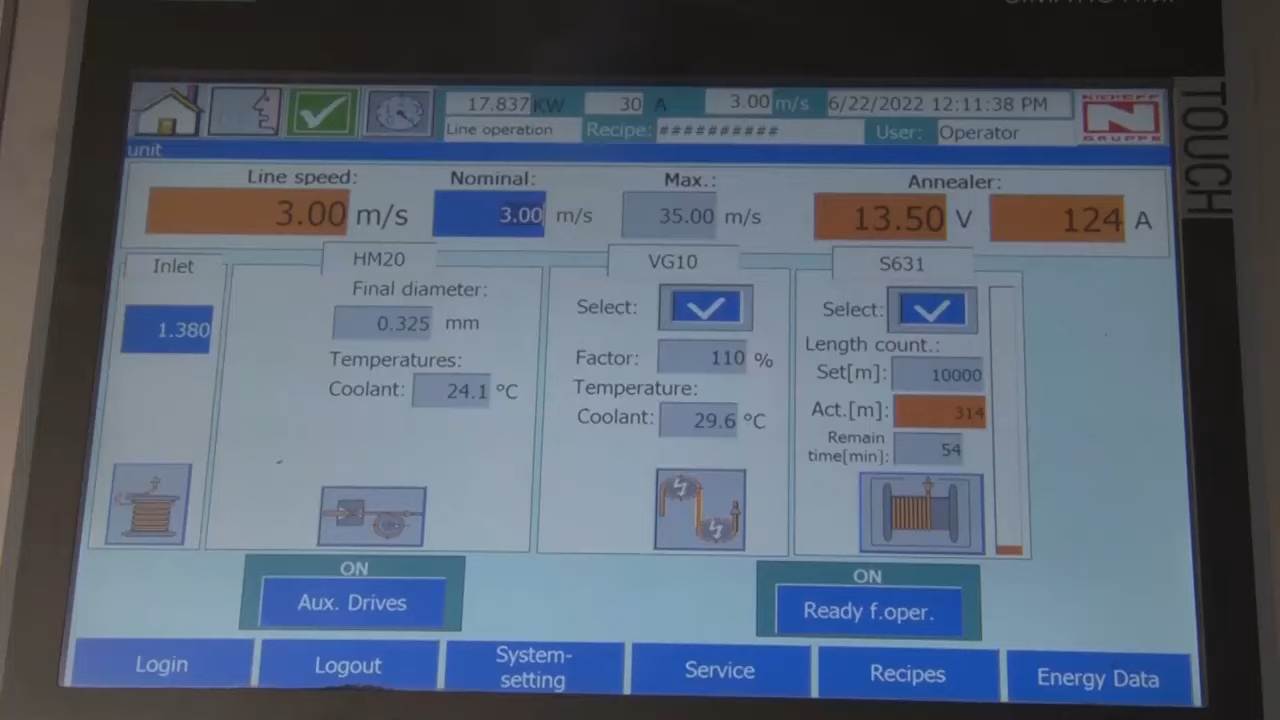 TOUCH
17.837 KW 30 A 3.00 m/s 6/22/2022 12:11:38 PM
Line operation Recipe: ########## User: Operator
NIEHOFF
N
GRUPPE
unit
Line speed: Nominal: Max.: Annealer:
3.00 m/s 3.00 m/s 35.00 m/s 13.50 V 124 A
Inlet
1.380
HM20
Final diameter:
0.325 mm
Temperatures:
Coolant: 24.1 °C
VG10
Select:
Factor: 110 %
Temperature:
Coolant: 29.6 °C
S631
Select:
Length count.:
Set[m]: 10000
Act.[m]: 314
Remain
time[min]: 54
ON
Aux. Drives
ON
Ready f.oper.
Login
Logout
System-
setting
Service
Recipes
Energy Data